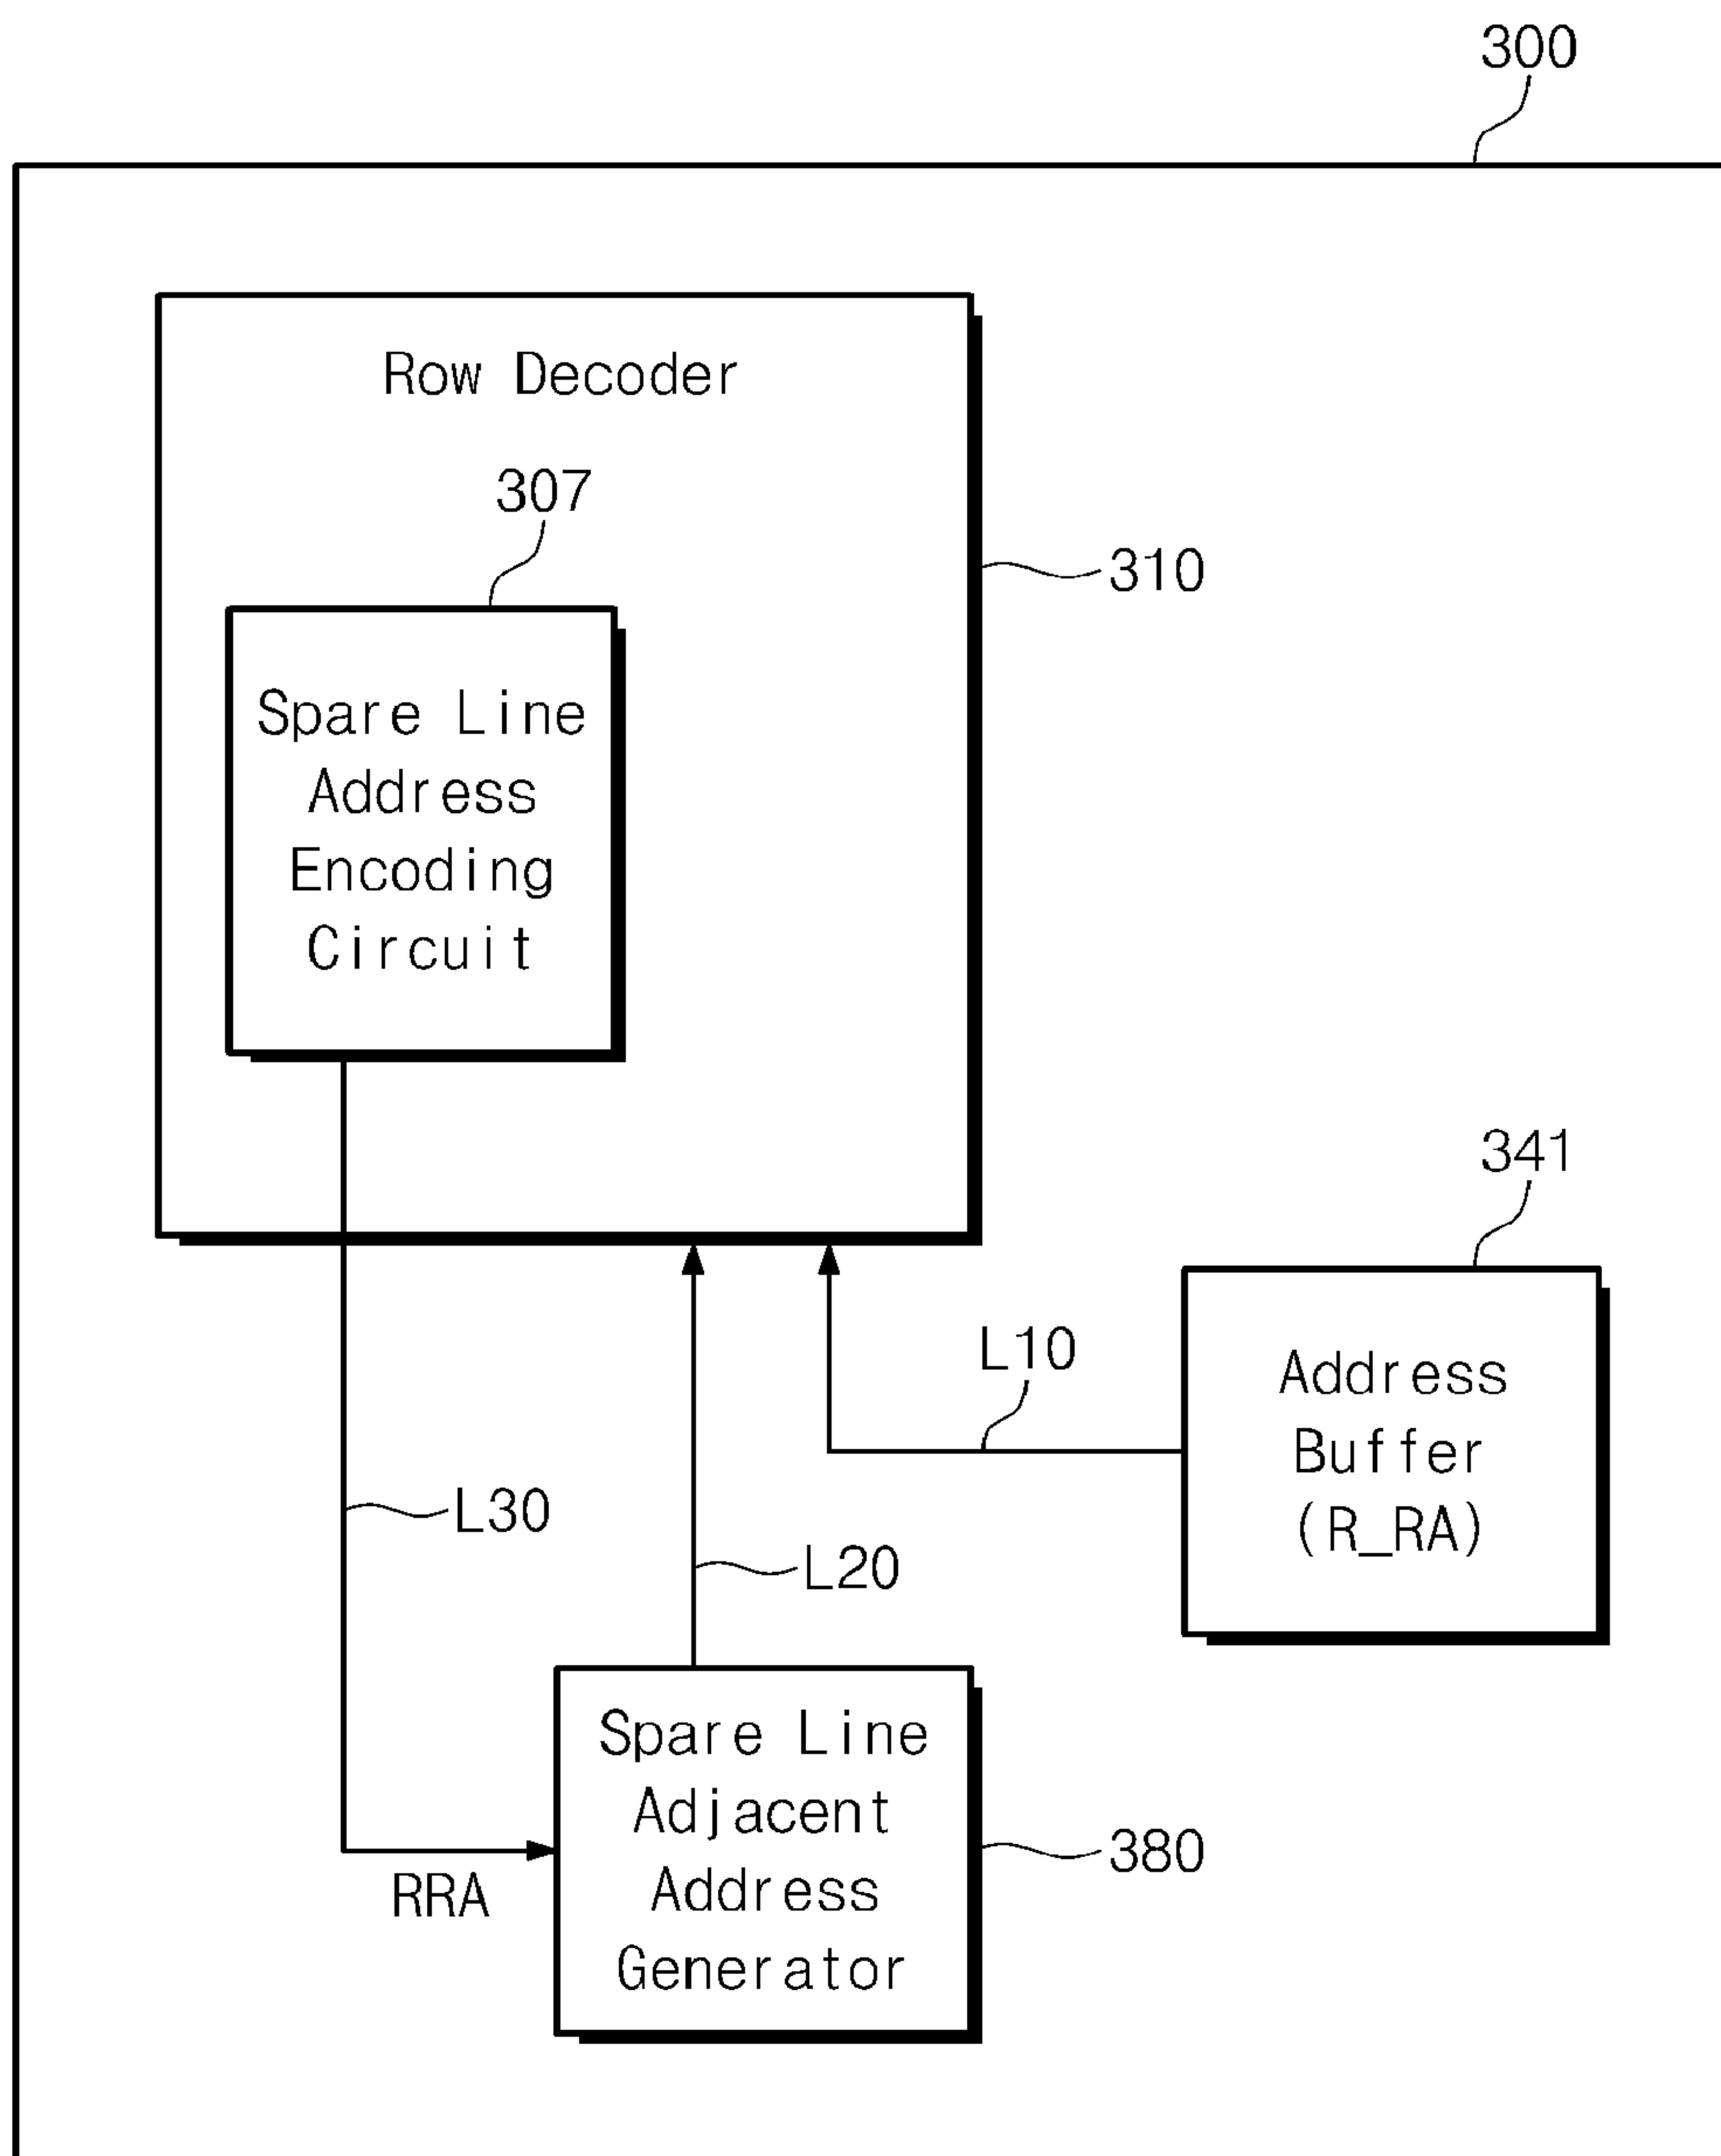 300
Row Decoder
307
310
Spare Line
Address
Encoding
Circuit
341
L10
Address
Buffer
(R_RA)
L30
L20
Spare Line
Adjacent
Address
Generator
380
RRA